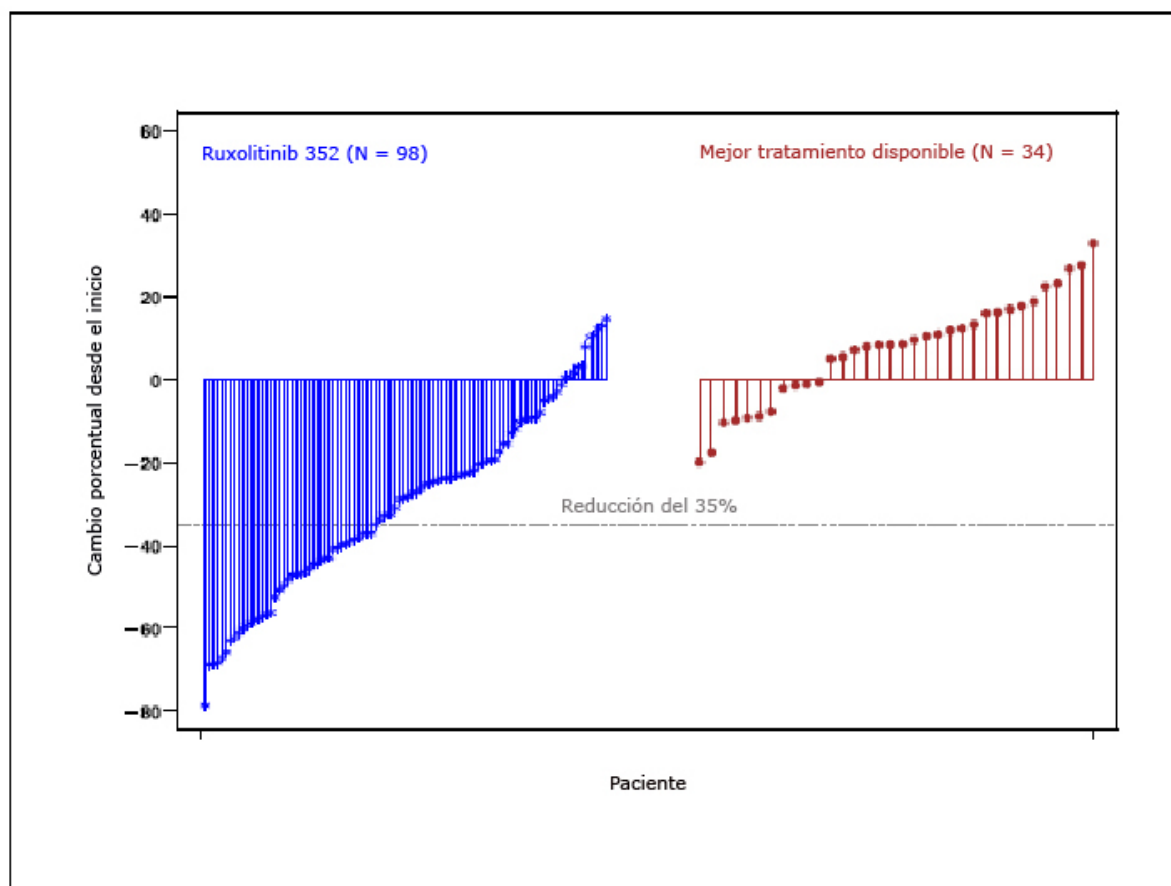 Ruxolitinib 352 (N = 98)
Mejor tratamiento disponible (N = 34)
Cambio porcentual desde el inicio
60
40
20
0
−20
−40
−60
−80
Reducción del 35%
Paciente